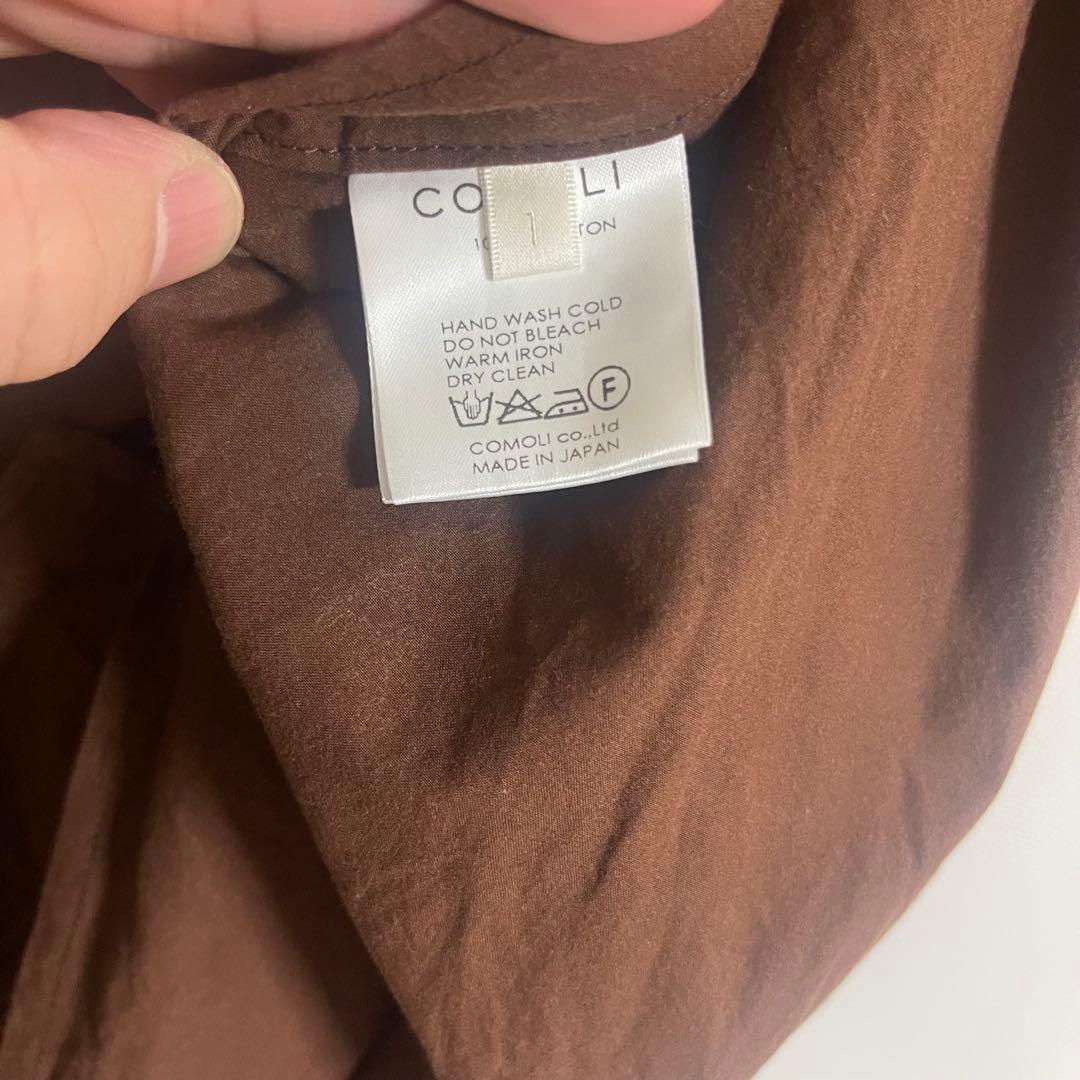 CO LI
1
TON
HAND WASH COLD
DO NOT BLEACH
WARM IRON
DRY CLEAN
F
COMOLI co.,Ltd
MADE IN JAPAN